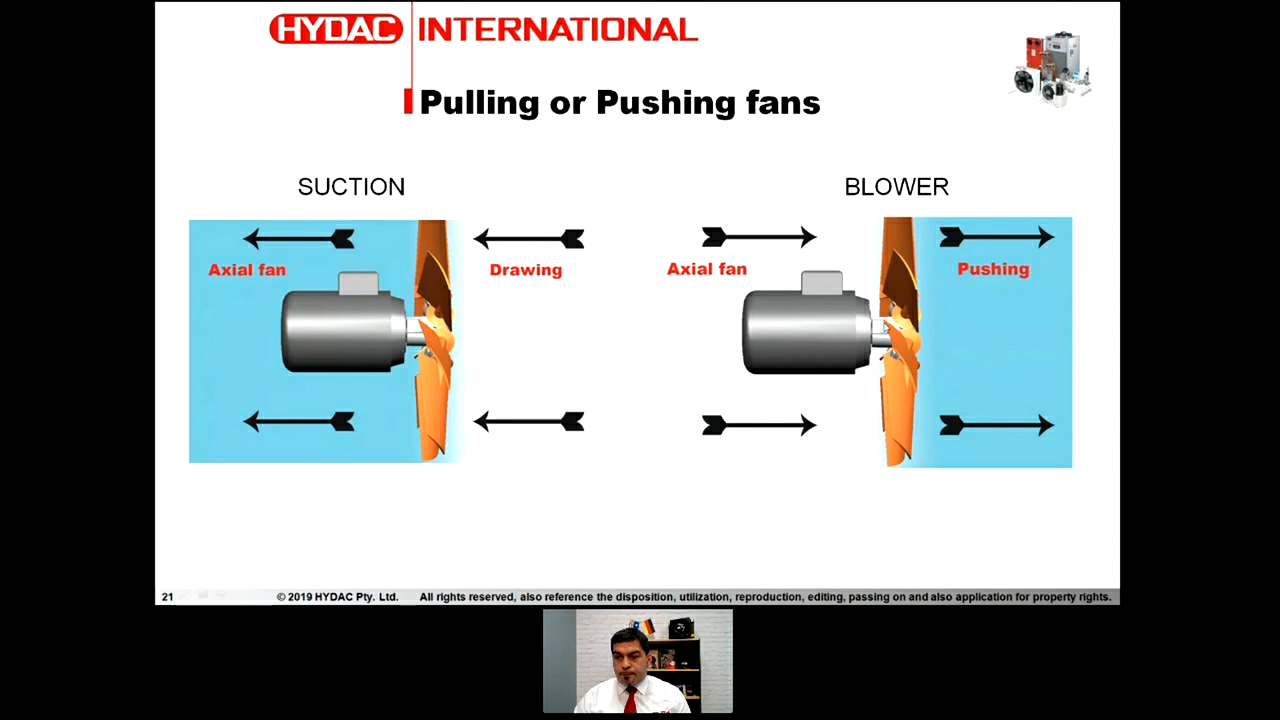 HYDAC INTERNATIONAL
Pulling or Pushing fans
SUCTION
BLOWER
Axial fan
Drawing
Axial fan
Pushing
21
© 2019 HYDAC Pty. Ltd. All rights reserved, also reference the disposition, utilization, reproduction, editing, passing on and also application for property rights.